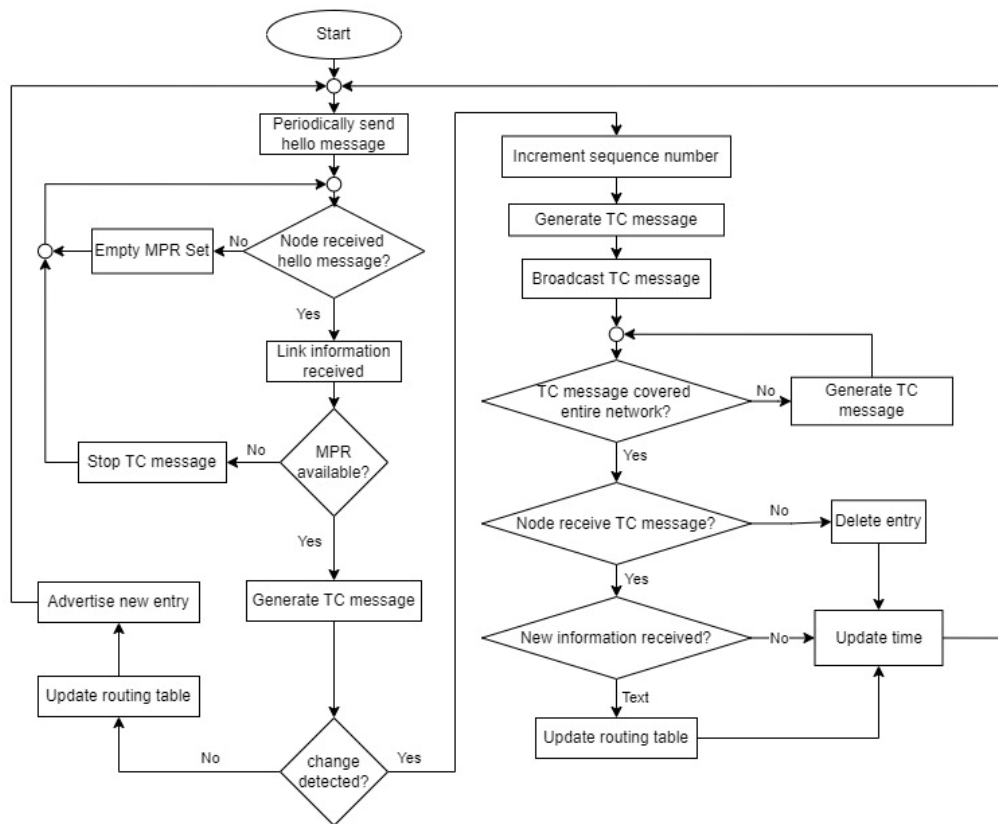 Start
Periodically send
hello message
Node received
hello message?
No
Empty MPR Set
Yes
Link information
received
MPR
available?
No
Stop TC message
Yes
Generate TC message
change
detected?
No
Update routing table
Advertise new entry
Yes
Increment sequence number
Generate TC message
Broadcast TC message
TC message covered
entire network?
No
Generate TC
message
Yes
Node receive TC message?
No
Delete entry
Yes
New information received?
No
Update time
Text
Update routing table